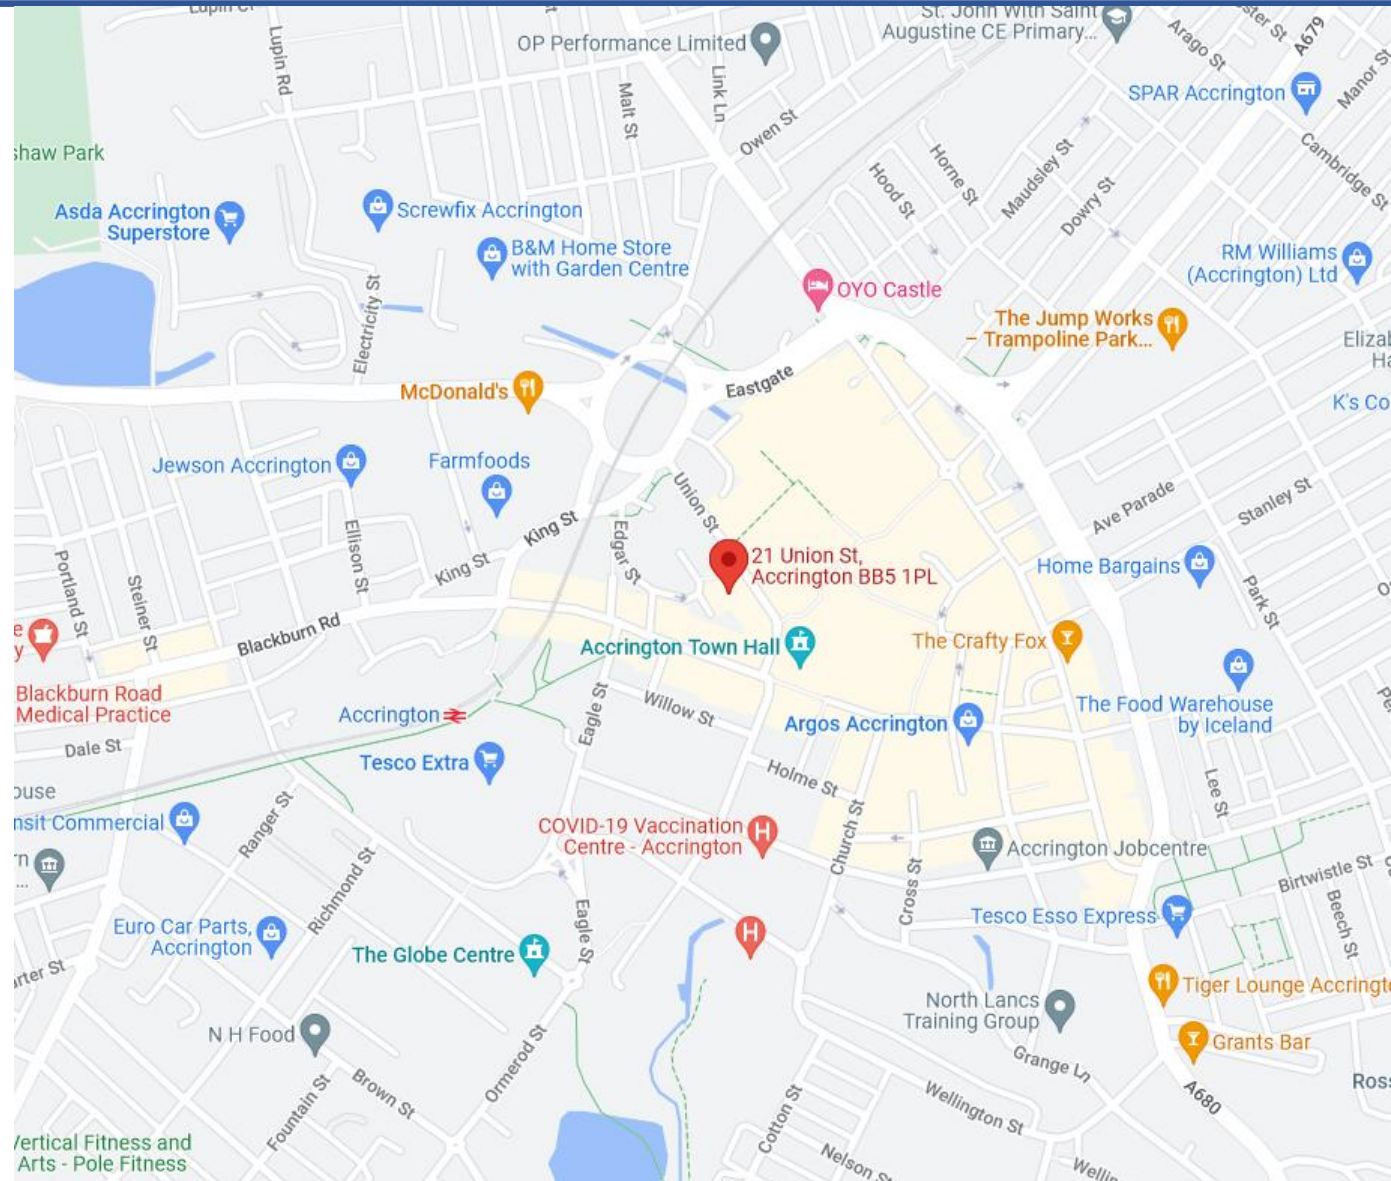 Lupin Rd
OP Performance Limited
Malt St
Link Ln
Owen St
St. John With Saint
Augustine CE Primary...
Arago St
A679
Manor St
SPAR Accrington
Cambridge St
shaw Park
Asda Accrington
Superstore
Screwfix Accrington
B&M Home Store
with Garden Centre
Hood St
Horne St
Maudsley St
Dowry St
RM Williams
(Accrington) Ltd
OYO Castle
The Jump Works
– Trampoline Park...
Electricity St
McDonald's
Eastgate
K's Co
Jewson Accrington
Farmfoods
Union St
Ave Parade
Stanley St
King St
King St
Edgar St
Ellison St
Portland St
Steiner St
21 Union St,
Accrington BB5 1PL
Home Bargains
Park St
Blackburn Rd
Accrington Town Hall
The Crafty Fox
Blackburn Road
Medical Practice
Accrington
Eagle St
Willow St
Argos Accrington
The Food Warehouse
by Iceland
Dale St
Tesco Extra
Holme St
Lee St
nsit Commercial
Ranger St
COVID-19 Vaccination
Centre - Accrington
Church St
Accrington Jobcentre
Richmond St
Cross St
Birtwistle St
Beech St
Euro Car Parts,
Accrington
The Globe Centre
Eagle St
Tesco Esso Express
Tiger Lounge Accringt
North Lancs
Training Group
N H Food
Grants Bar
Ormerod St
Grange Ln
Brown St
Fountain St
Cotton St
Wellington St
A680
Ross
Vertical Fitness and
Arts - Pole Fitness
Nelson St